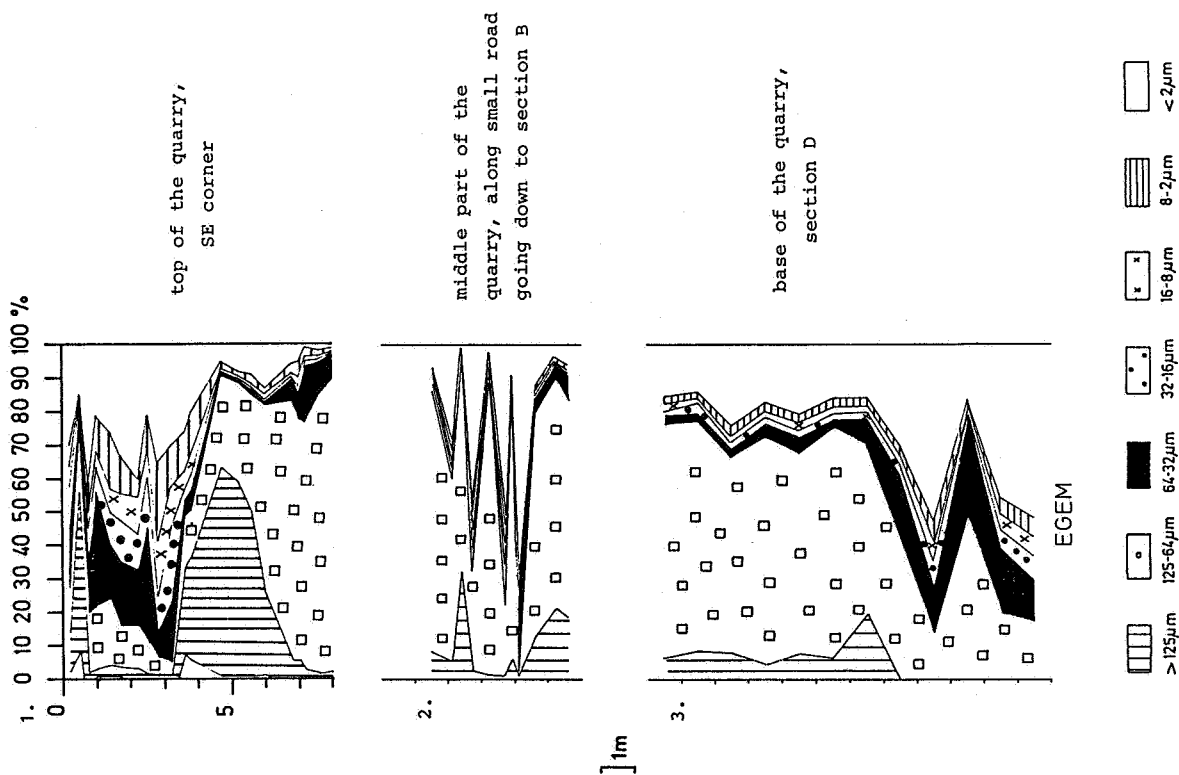 1.
0 10 20 30 40 50 60 70 80 90 100 %
0
5
top of the quarry,
SE corner
2.
middle part of the
quarry, along small road
going down to section B
]1m
3.
base of the quarry,
section D
EGEM
>125µm
125-64µm
64-32µm
32-16µm
16-8µm
8-2µm
<2µm